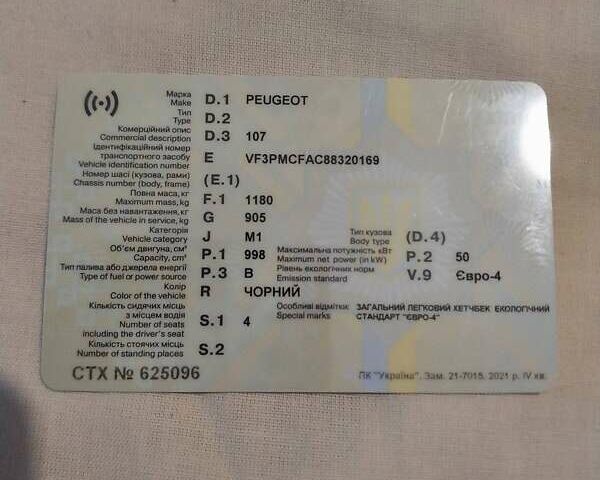 Марка
Make D.1 PEUGEOT
Тип
Type D.2
Комерційний опис
Commercial description D.3 107
Ідентифікаційний номер
транспортного засобу
Vehicle identification number E VF3PMCFAC88320169
Номер шасі (кузова, рами)
Chassis number (body, frame) (E.1)
Повна маса, кг
Maximum mass, kg F.1 1180
Маса без навантаження, кг
Mass of the vehicle in service, kg G 905
Категорія
Vehicle category J M1
Тип кузова
Body type (D.4)
Об'єм двигуна, см³
Capacity, cm³ P.1 998
Максимальна потужність кВт
Maximum net power (in kW) P.2 50
Тип палива або джерела енергії
Type of fuel or power source P.3 B
Рівень екологічних норм
Emission standard V.9 Євро-4
Колір
Color of the vehicle R ЧОРНИЙ
Кількість сидячих місць
з місцем водія
Number of seats
including the driver's seat S.1 4
Особливі відмітки
Special marks
ЗАГАЛЬНИЙ ЛЕГКОВИЙ ХЕТЧБЕК ЕКОЛОГІЧНИЙ
СТАНДАРТ "ЄВРО-4"
Кількість стоячих місць
Number of standing places S.2
СТХ № 625096
ПК "Україна". Зам. 21-7015. 2021 р. IV кв.